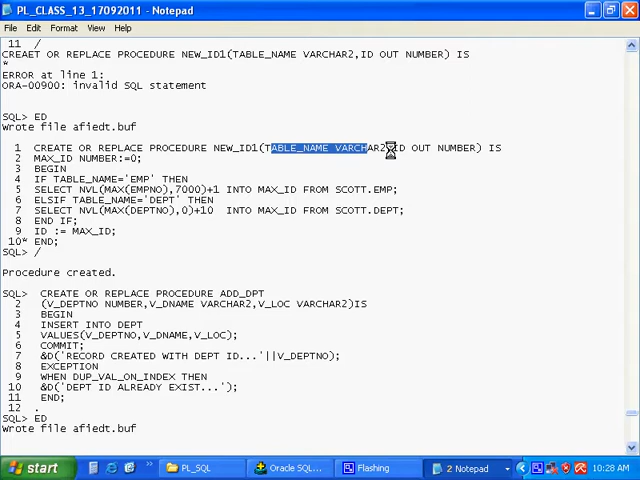 PL_CLASS_13_17092011 - Notepad
File Edit Format View Help
11 /
CREAET OR REPLACE PROCEDURE NEW_ID1(TABLE_NAME VARCHAR2,ID OUT NUMBER) IS
*
ERROR at line 1:
ORA-00900: invalid SQL statement
SQL> ED
Wrote file afiedt.buf
1 CREATE OR REPLACE PROCEDURE NEW_ID1(TABLE_NAME VARCHAR2,ID OUT NUMBER) IS
2 MAX_ID NUMBER:=0;
3 BEGIN
4 IF TABLE_NAME='EMP' THEN
5 SELECT NVL(MAX(EMPNO),7000)+1 INTO MAX_ID FROM SCOTT.EMP;
6 ELSIF TABLE_NAME='DEPT' THEN
7 SELECT NVL(MAX(DEPTNO),0)+10 INTO MAX_ID FROM SCOTT.DEPT;
8 END IF;
9 ID := MAX_ID;
10* END;
SQL> /
Procedure created.
SQL> CREATE OR REPLACE PROCEDURE ADD_DPT
2 (V_DEPTNO NUMBER,V_DNAME VARCHAR2,V_LOC VARCHAR2)IS
3 BEGIN
4 INSERT INTO DEPT
5 VALUES(V_DEPTNO,V_DNAME,V_LOC);
6 COMMIT;
7 &D('RECORD CREATED WITH DEPT ID...'||V_DEPTNO);
8 EXCEPTION
9 WHEN DUP_VAL_ON_INDEX THEN
10 &D('DEPT ID ALREADY EXIST...');
11 END;
12 .
SQL> ED
Wrote file afiedt.buf
start PL_SQL Oracle SQL... Flashing 2 Notepad 10:28 AM